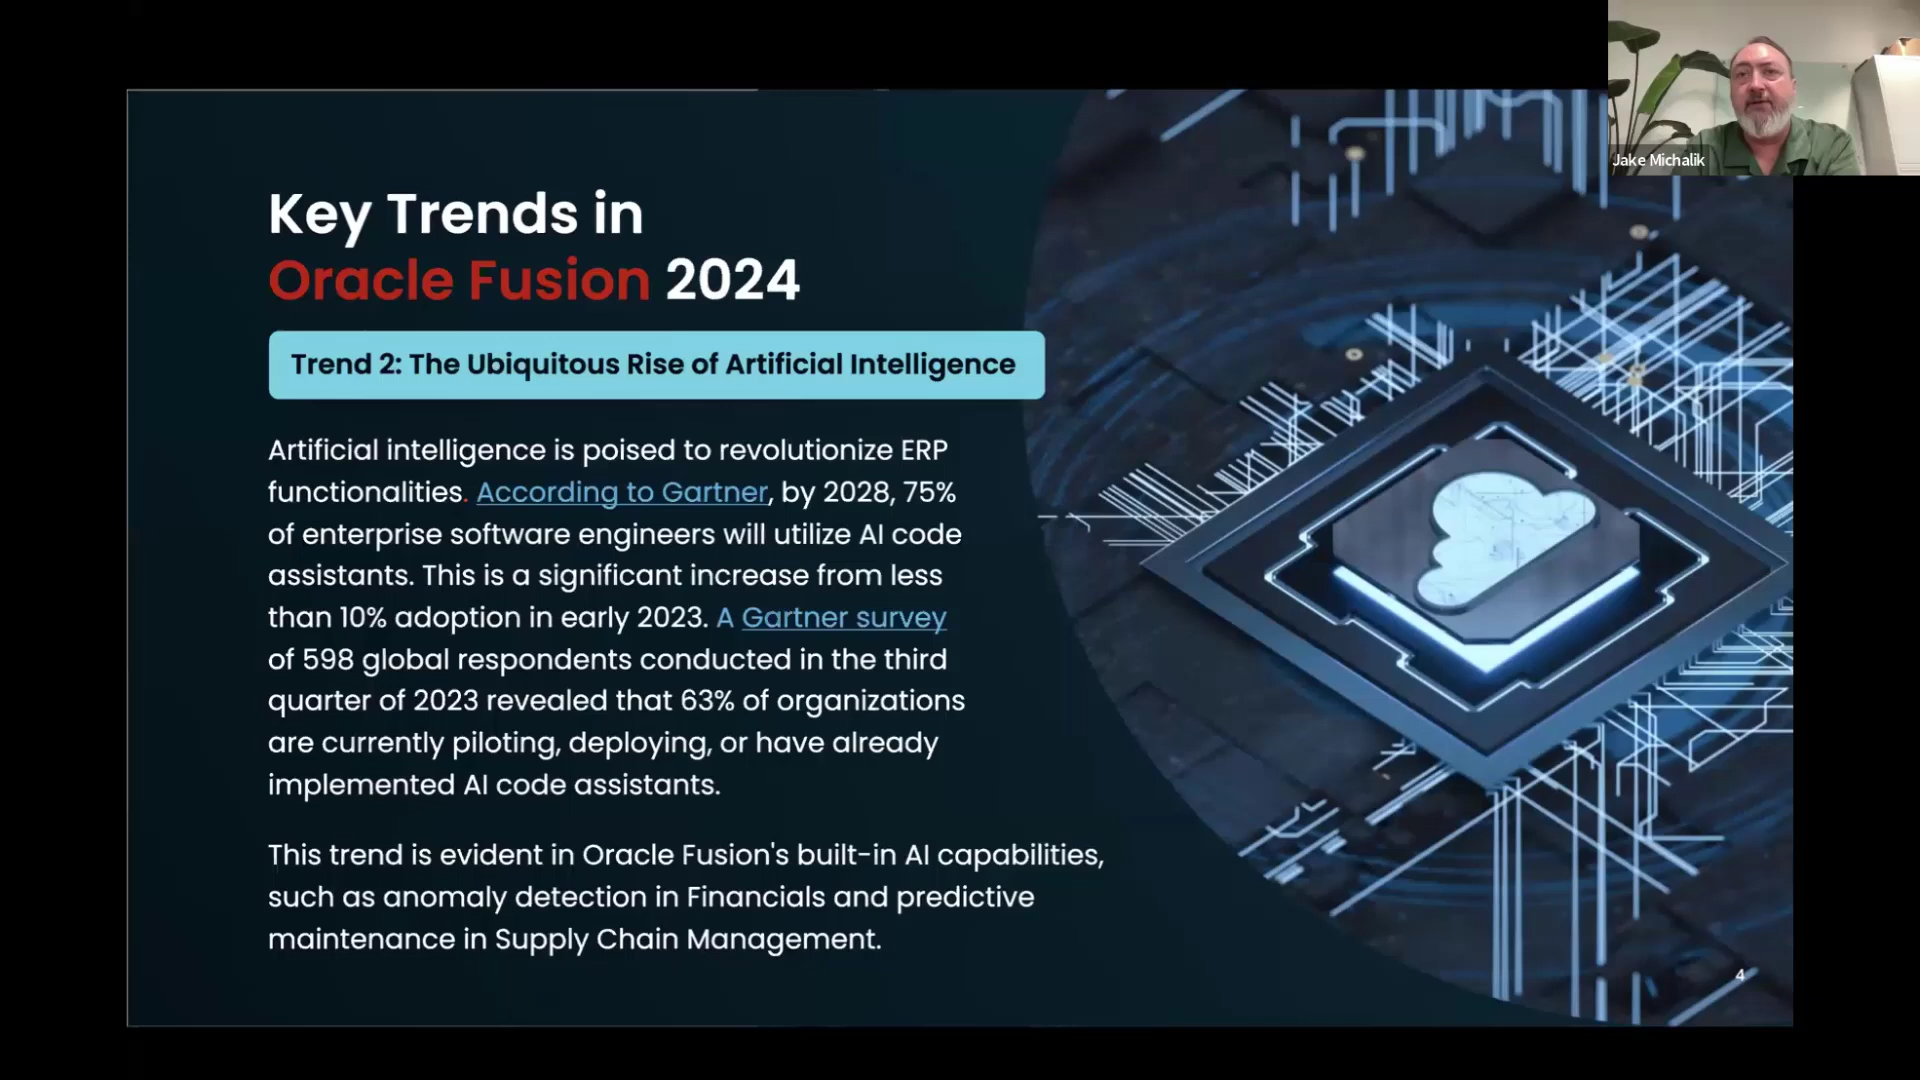 Jake Michalik
Key Trends in
Oracle Fusion 2024
Trend 2: The Ubiquitous Rise of Artificial Intelligence
Artificial intelligence is poised to revolutionize ERP
functionalities. According to Gartner, by 2028, 75%
of enterprise software engineers will utilize AI code
assistants. This is a significant increase from less
than 10% adoption in early 2023. A Gartner survey
of 598 global respondents conducted in the third
quarter of 2023 revealed that 63% of organizations
are currently piloting, deploying, or have already
implemented AI code assistants.
This trend is evident in Oracle Fusion's built-in AI capabilities,
such as anomaly detection in Financials and predictive
maintenance in Supply Chain Management.
4